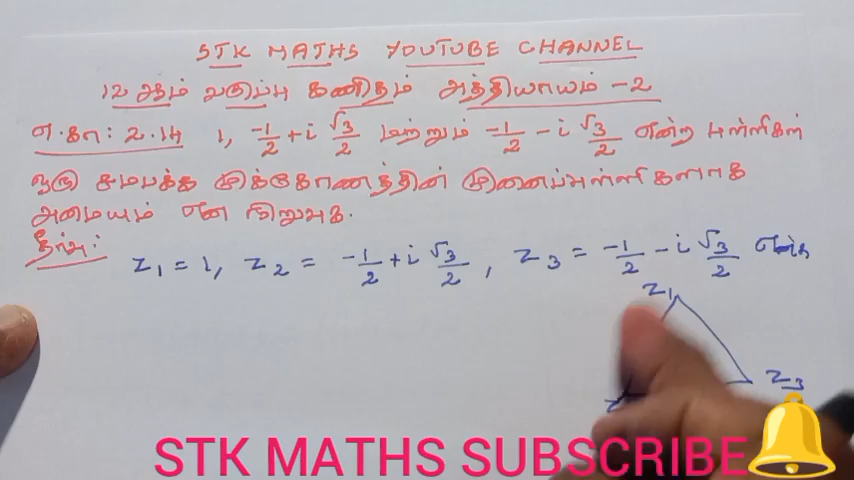 STK MATHS YOUTUBE CHANNEL
12 ஆம் வகுப்பு கணிதம் அத்தியாயம் -2
எ.கா: 2.14 1, -1/2 + i √3/2 மற்றும் -1/2 - i √3/2 என்ற புள்ளிகள்
ஒரு சமபக்க முக்கோணத்தின் முனைப்புள்ளிகளாக
அமையும் என நிறுவுக.
தீர்வு:
z₁ = 1, z₂ = -1/2 + i √3/2, z₃ = -1/2 - i √3/2 என்க
z₁
z₃
STK MATHS SUBSCRIBE